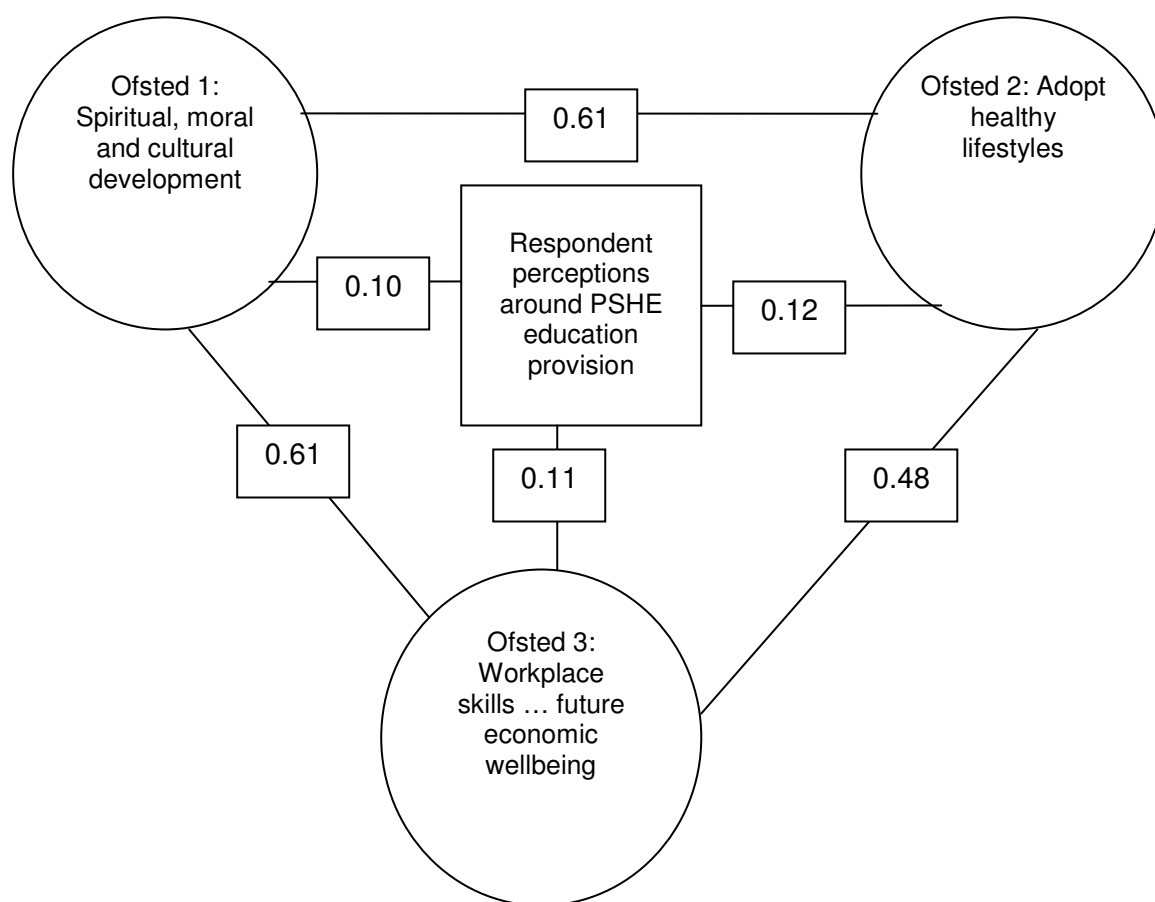 Ofsted 1:
Spiritual, moral
and cultural
development
0.61
Ofsted 2: Adopt
healthy
lifestyles
Respondent
perceptions
around PSHE
education
provision
0.10
0.12
0.61
0.11
0.48
Ofsted 3:
Workplace
skills … future
economic
wellbeing